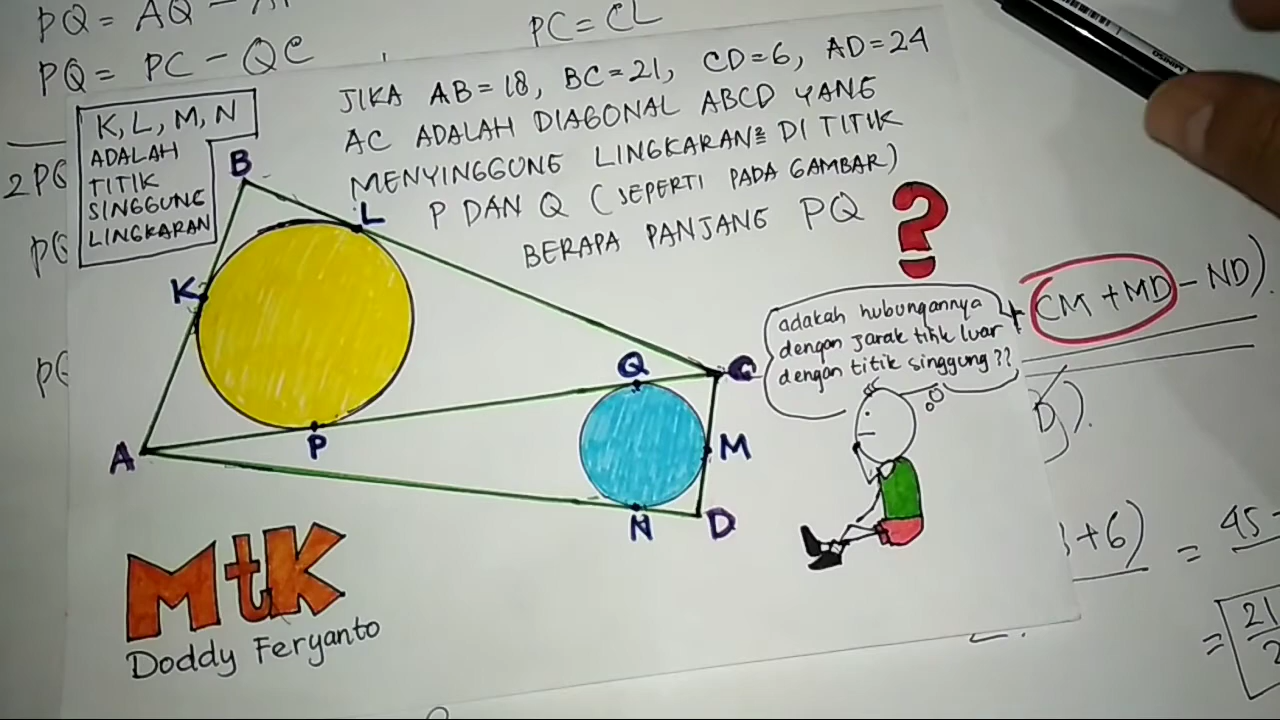 PQ = AQ -
PQ = PC - QC
PC = CL
2PQ
K, L, M, N
ADALAH
TITIK
SINGGUNG
LINGKARAN
JIKA AB = 18, BC = 21, CD = 6, AD = 24
AC ADALAH DIAGONAL ABCD YANG
MENYINGGUNG LINGKARAN² DI TITIK
P DAN Q (SEPERTI PADA GAMBAR)
BERAPA PANJANG PQ ?
B
L
K
A
P
Q
C
M
N
D
adakah hubungannya
dengan jarak titik luar
dengan titik singgung??
+ CM + MD - ND)
+6) = 45 -
= 21
2
MtK
Doddy Feryanto